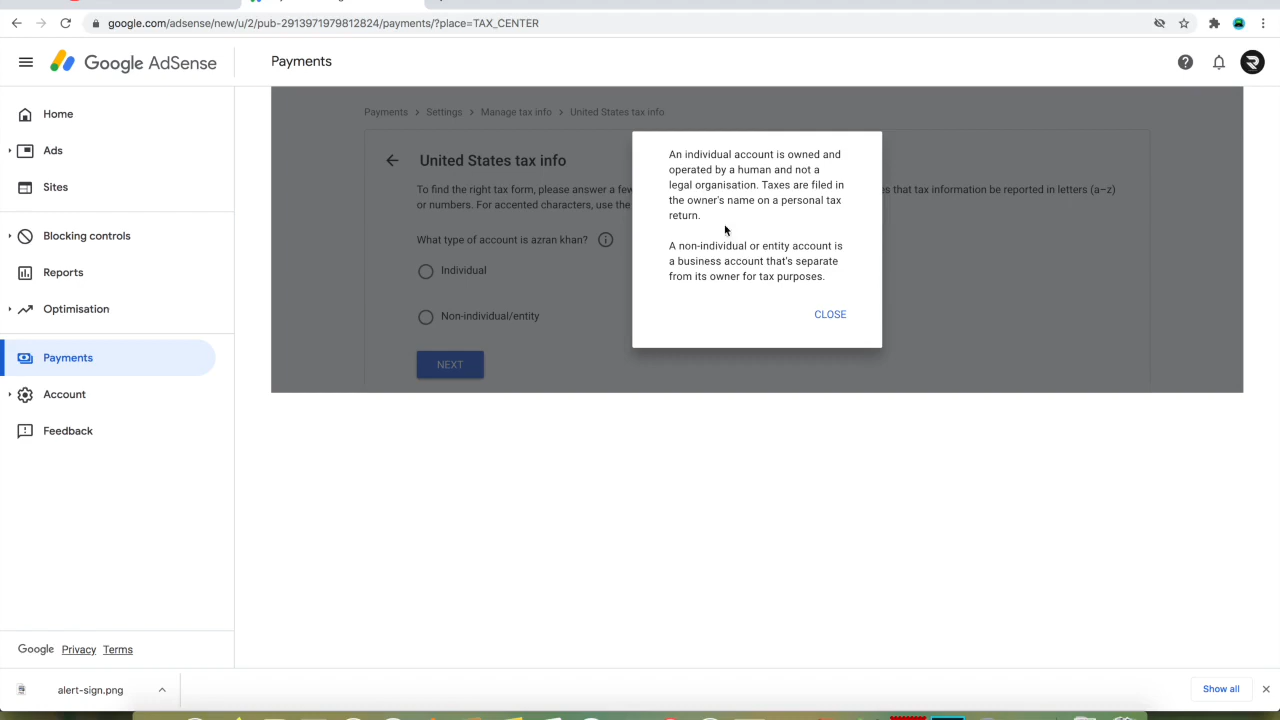 google.com/adsense/new/u/2/pub-2913971979812824/payments/?place=TAX_CENTER
Google AdSense
Payments
Home
Ads
Sites
Blocking controls
Reports
Optimisation
Payments
Account
Feedback
Payments > Settings > Manage tax info > United States tax info
United States tax info
To find the right tax form, please answer a few
es that tax information be reported in letters (a–z)
or numbers. For accented characters, use the
What type of account is azran khan?
Individual
Non-individual/entity
NEXT
An individual account is owned and
operated by a human and not a
legal organisation. Taxes are filed in
the owner's name on a personal tax
return.
A non-individual or entity account is
a business account that's separate
from its owner for tax purposes.
CLOSE
Google Privacy Terms
alert-sign.png
Show all